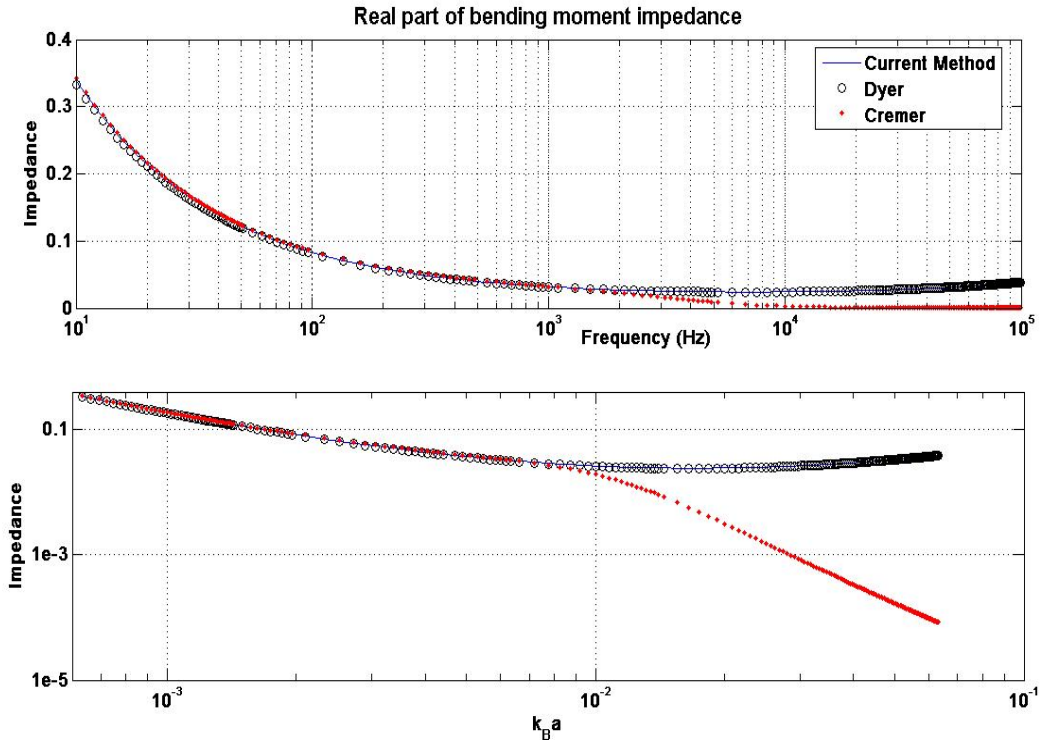 Real part of bending moment impedance
0.4
0.3
0.2
0.1
0
Impedance
Current Method
Dyer
Cremer
10^1
10^2
10^3
10^4
10^5
Frequency (Hz)
0.1
1e-3
1e-5
Impedance
10^-3
10^-2
10^-1
k_B a